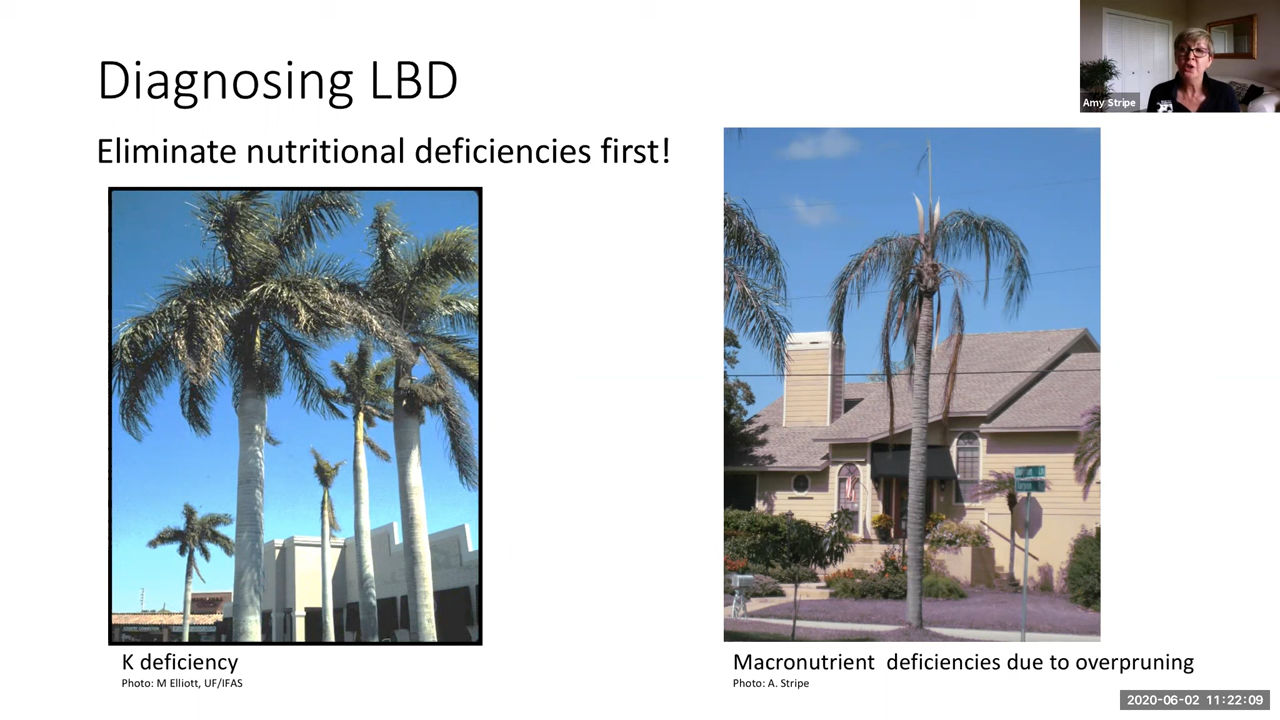 Diagnosing LBD
Eliminate nutritional deficiencies first!
Amy Stripe
K deficiency
Photo: M Elliott, UF/IFAS
Macronutrient  deficiencies due to overpruning
Photo: A. Stripe
2020-06-02 11:22:09